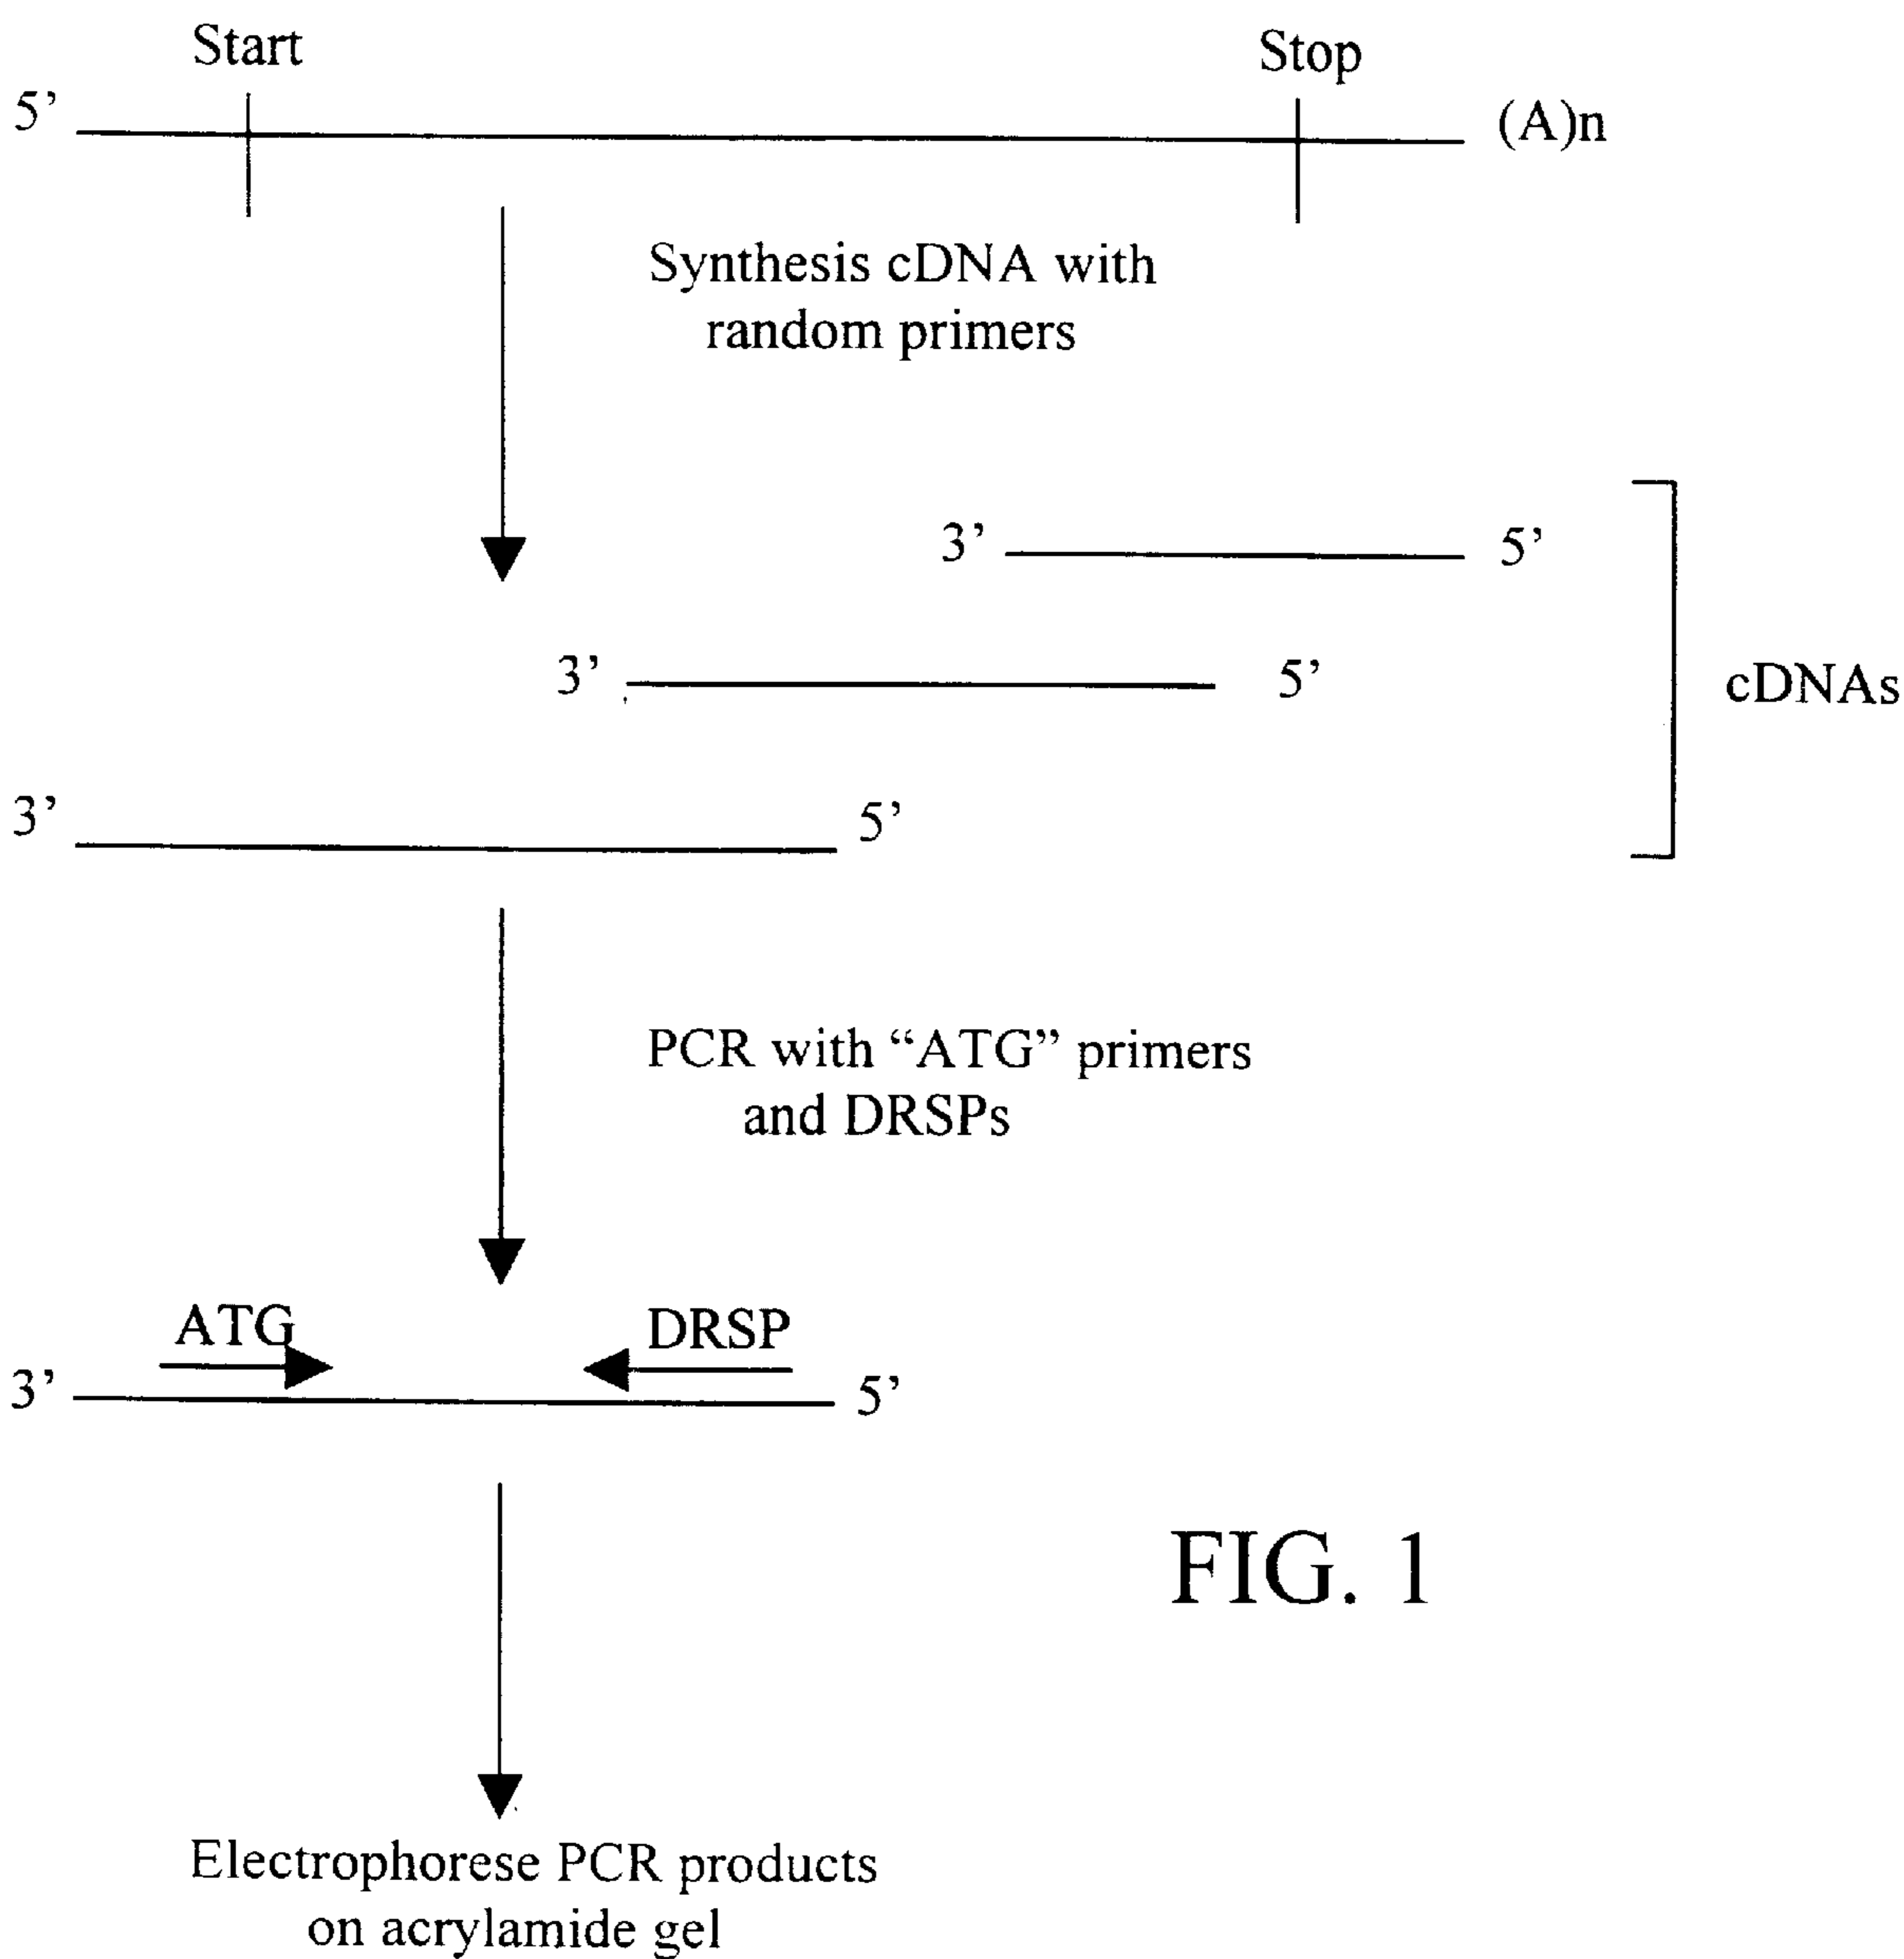 Start
Stop
5’
(A)n
Synthesis cDNA with
random primers
3’
5’
3’
5’
cDNAs
3’
5’
PCR with “ATG” primers
and DRSPs
ATG
DRSP
3’
5’
FIG. 1
Electrophorese PCR products
on acrylamide gel